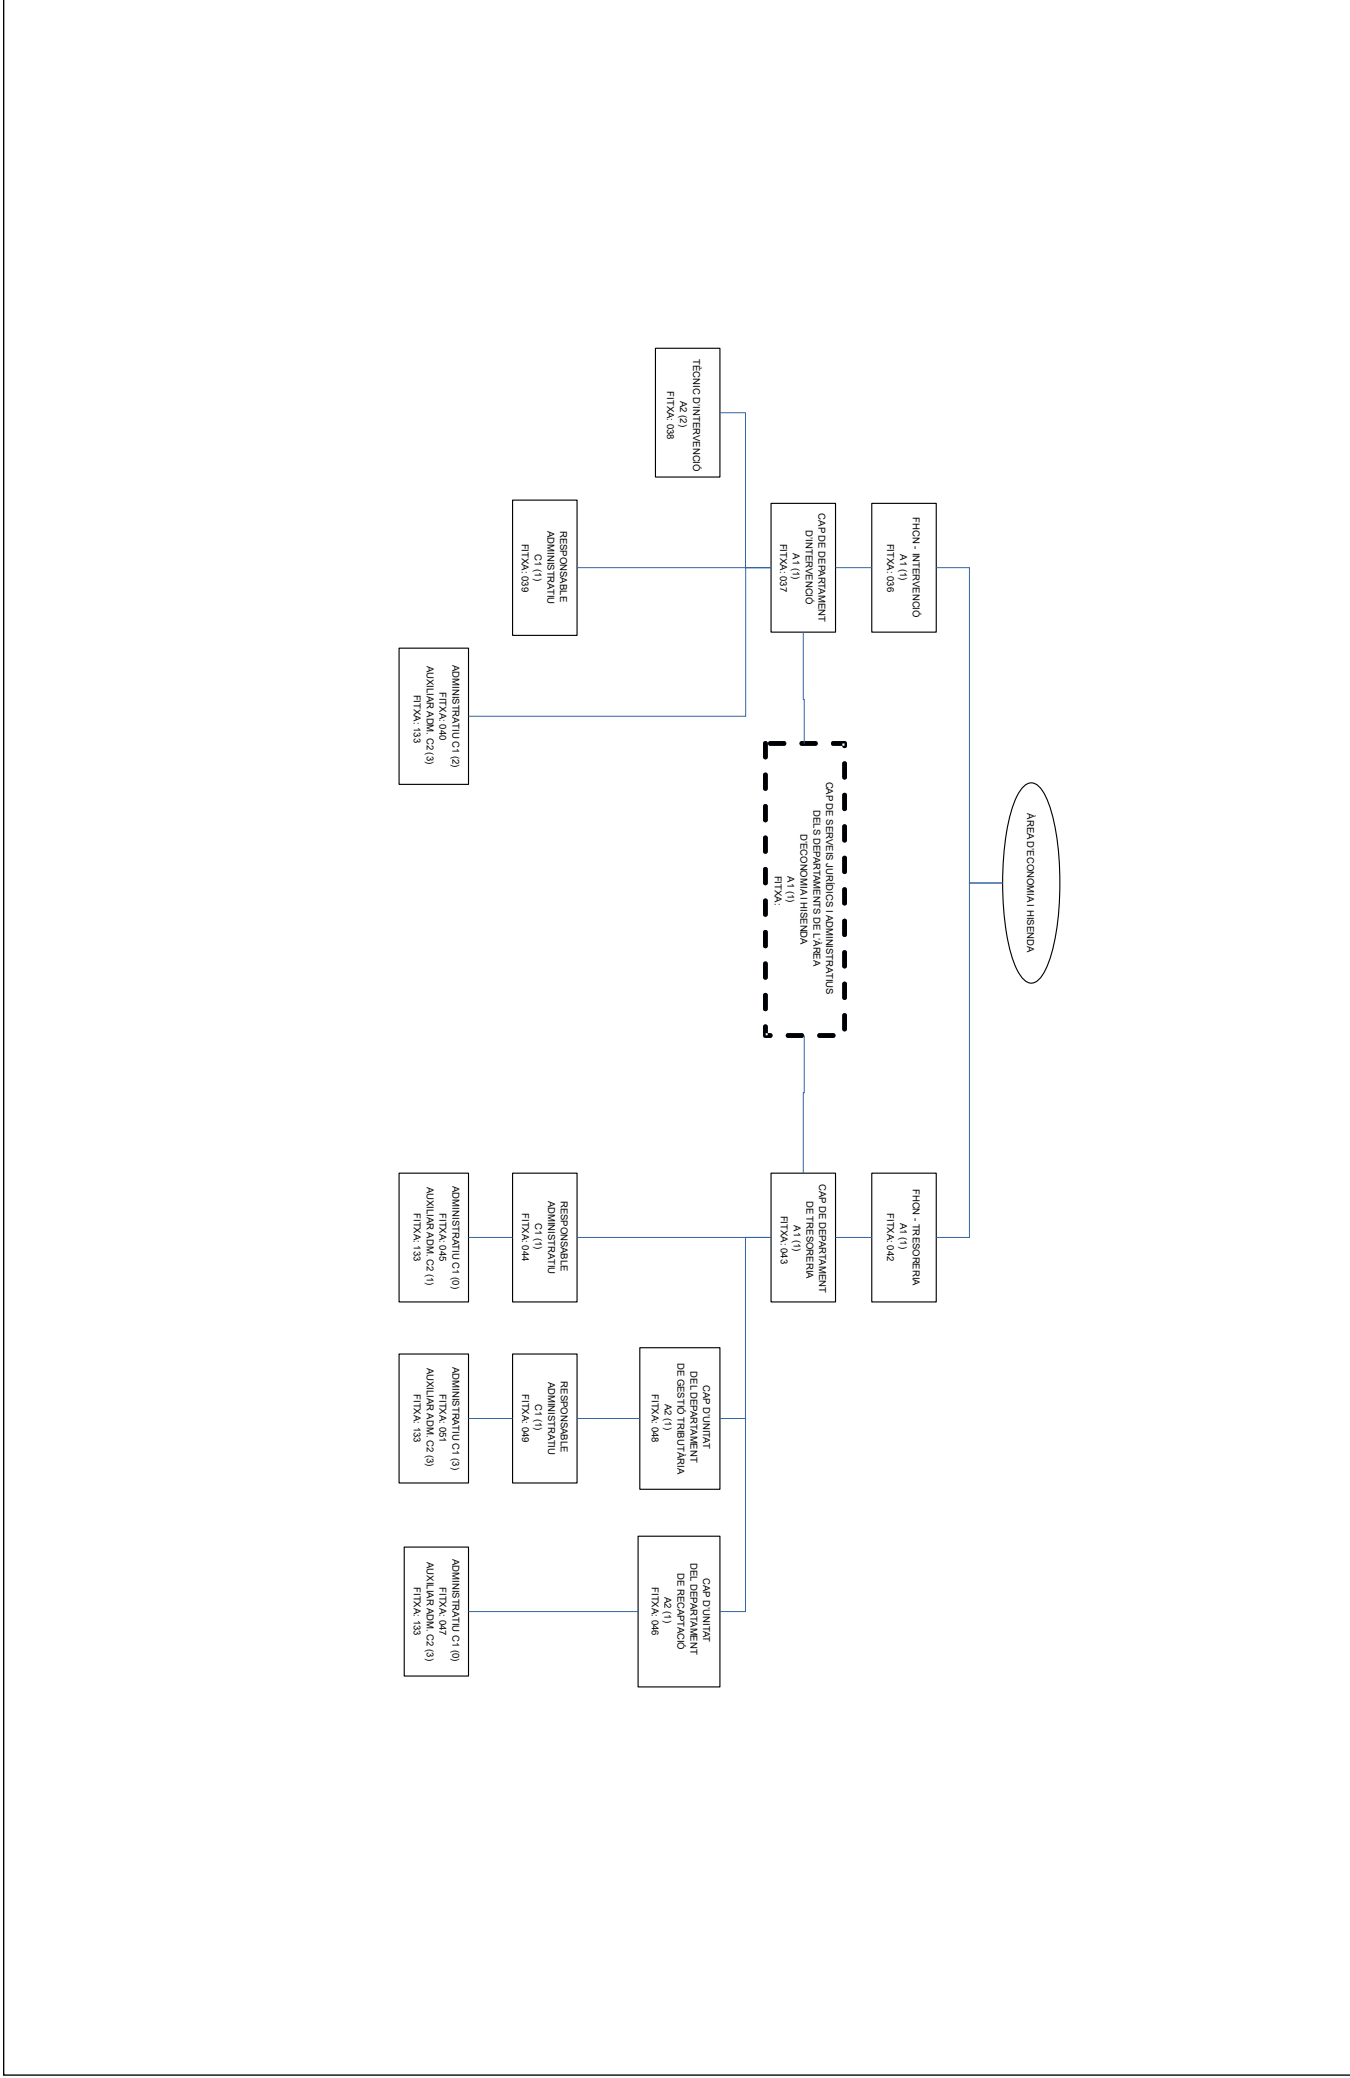 ÀREA D'ECONOMIA I HISENDA
FHCN - INTERVENCIÓ
A1 (1)
FITXA: 036
FHCN - TRESORERIA
A1 (1)
FITXA: 042
CAP DE DEPARTAMENT
D'INTERVENCIÓ
A1 (1)
FITXA: 037
CAP DE SERVEIS JURÍDICS I ADMINISTRATIUS
DELS DEPARTAMENTS DE L'ÀREA
D'ECONOMIA I HISENDA
A1 (1)
FITXA:
CAP DE DEPARTAMENT
DE TRESORERIA
A1 (1)
FITXA: 043
TÈCNIC D'INTERVENCIÓ
A2 (2)
FITXA: 038
CAP D'UNITAT
DEL DEPARTAMENT
DE GESTIÓ TRIBUTÀRIA
A2 (1)
FITXA: 048
CAP D'UNITAT
DEL DEPARTAMENT
DE RECAPTACIÓ
A2 (1)
FITXA: 046
RESPONSABLE
ADMINISTRATIU
C1 (1)
FITXA: 039
RESPONSABLE
ADMINISTRATIU
C1 (1)
FITXA: 044
RESPONSABLE
ADMINISTRATIU
C1 (1)
FITXA: 049
ADMINISTRATIU C1 (2)
FITXA: 040
AUXILIAR ADM. C2 (3)
FITXA: 133
ADMINISTRATIU C1 (0)
FITXA: 045
AUXILIAR ADM. C2 (1)
FITXA: 133
ADMINISTRATIU C1 (3)
FITXA: 051
AUXILIAR ADM. C2 (3)
FITXA: 133
ADMINISTRATIU C1 (0)
FITXA: 047
AUXILIAR ADM. C2 (3)
FITXA: 133